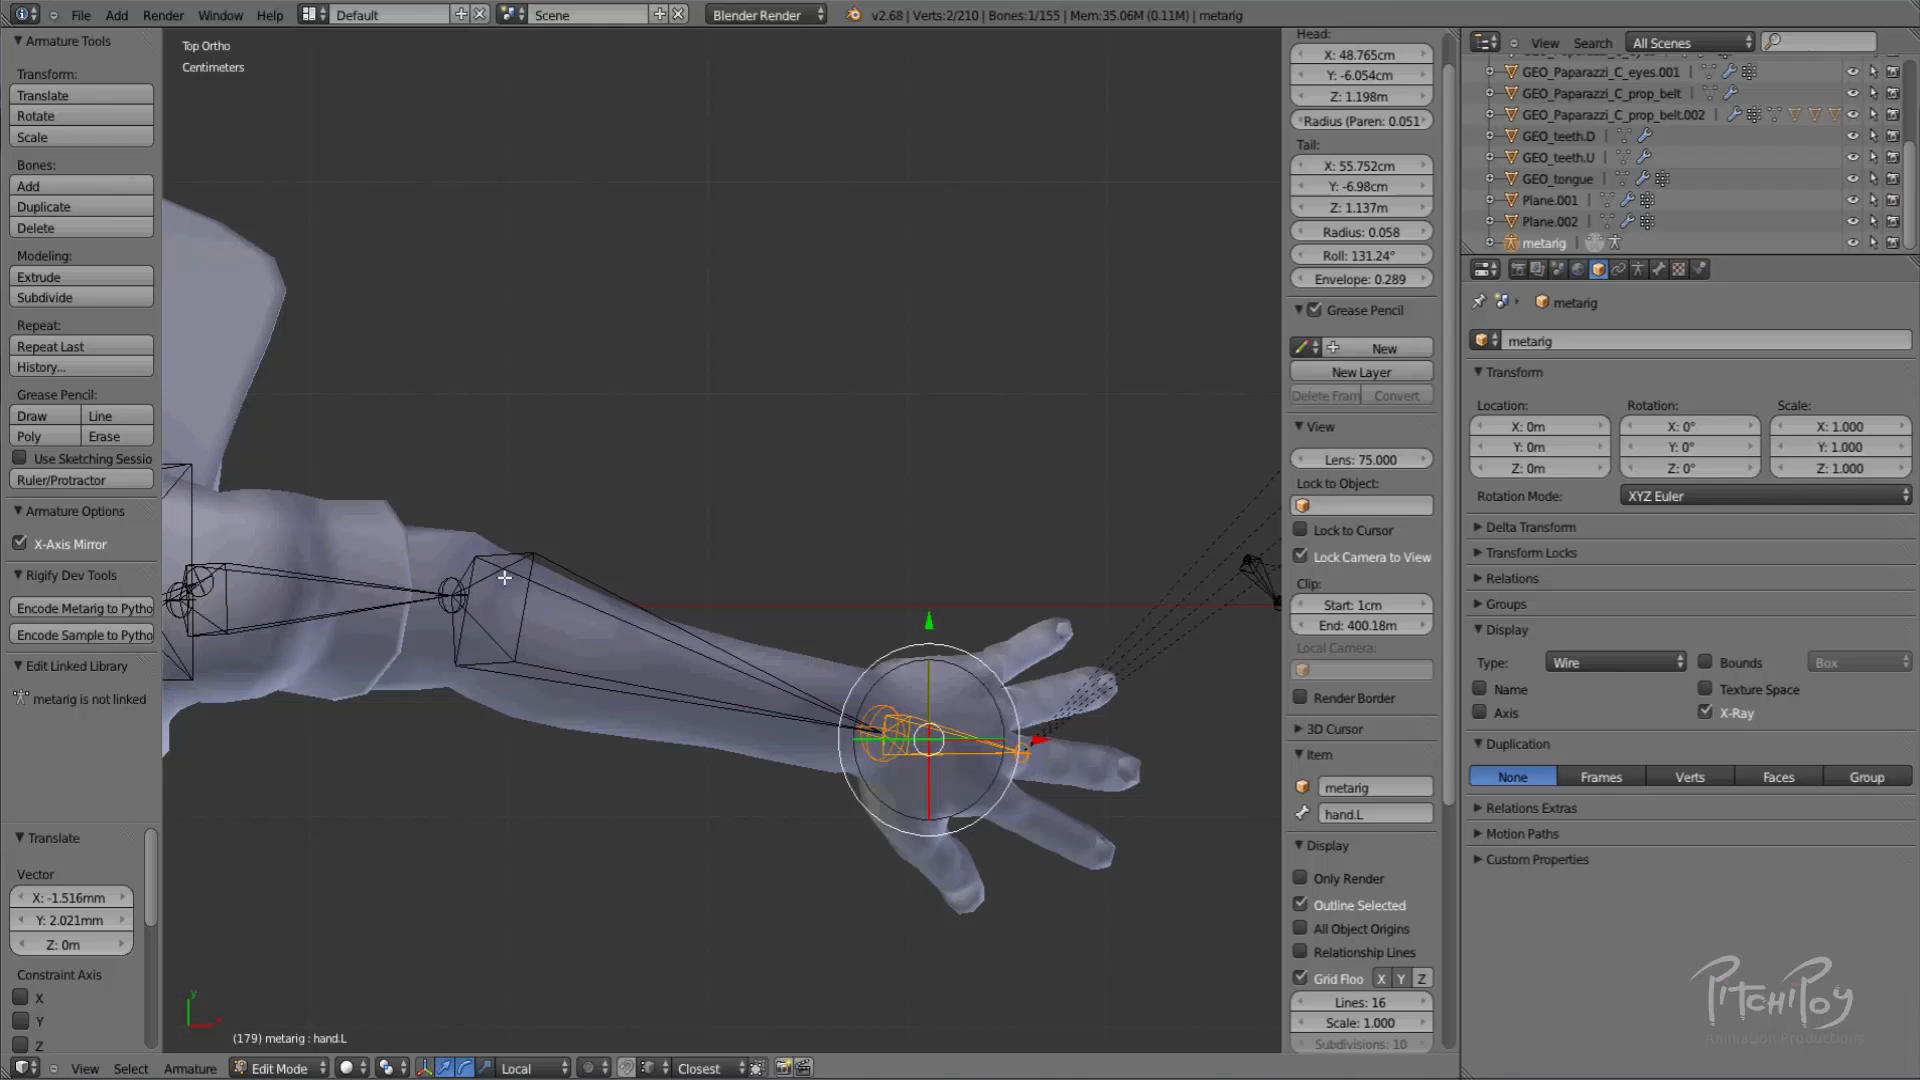 File Add Render Window Help Default Scene Blender Render v2.68 | Verts:2/210 | Bones:1/155 | Mem:35.06M (0.11M) | metarig
Armature Tools
Transform:
Translate
Rotate
Scale
Bones:
Add
Duplicate
Delete
Modeling:
Extrude
Subdivide
Repeat:
Repeat Last
History...
Grease Pencil:
Draw Line
Poly Erase
Use Sketching Sessio
Ruler/Protractor
Armature Options
X-Axis Mirror
Rigify Dev Tools
Encode Metarig to Pytho
Encode Sample to Pytho
Edit Linked Library
metarig is not linked
Translate
Vector
X: -1.516mm
Y: 2.021mm
Z: 0m
Constraint Axis
X
Y
Z
Top Ortho
Centimeters
y
(179) metarig : hand.L
View Select Armature Edit Mode Local Closest
Head:
X: 48.765cm
Y: -6.054cm
Z: 1.198m
Radius (Paren: 0.051
Tail:
X: 55.752cm
Y: -6.98cm
Z: 1.137m
Radius: 0.058
Roll: 131.24°
Envelope: 0.289
Grease Pencil
New
New Layer
Delete Fram Convert
View
Lens: 75.000
Lock to Object:
Lock to Cursor
Lock Camera to View
Clip:
Start: 1cm
End: 400.18m
Local Camera:
Render Border
3D Cursor
Item
metarig
hand.L
Display
Only Render
Outline Selected
All Object Origins
Relationship Lines
Grid Floo X Y Z
Lines: 16
Scale: 1.000
Subdivisions: 10
View Search All Scenes
GEO_Paparazzi_C_eyes.001
GEO_Paparazzi_C_prop_belt
GEO_Paparazzi_C_prop_belt.002
GEO_teeth.D
GEO_teeth.U
GEO_tongue
Plane.001
Plane.002
metarig
metarig
metarig
Transform
Location: Rotation: Scale:
X: 0m X: 0° X: 1.000
Y: 0m Y: 0° Y: 1.000
Z: 0m Z: 0° Z: 1.000
Rotation Mode: XYZ Euler
Delta Transform
Transform Locks
Relations
Groups
Display
Type: Wire Bounds Box
Name Texture Space
Axis X-Ray
Duplication
None Frames Verts Faces Group
Relations Extras
Motion Paths
Custom Properties
PitchiPoy
Animation Productions